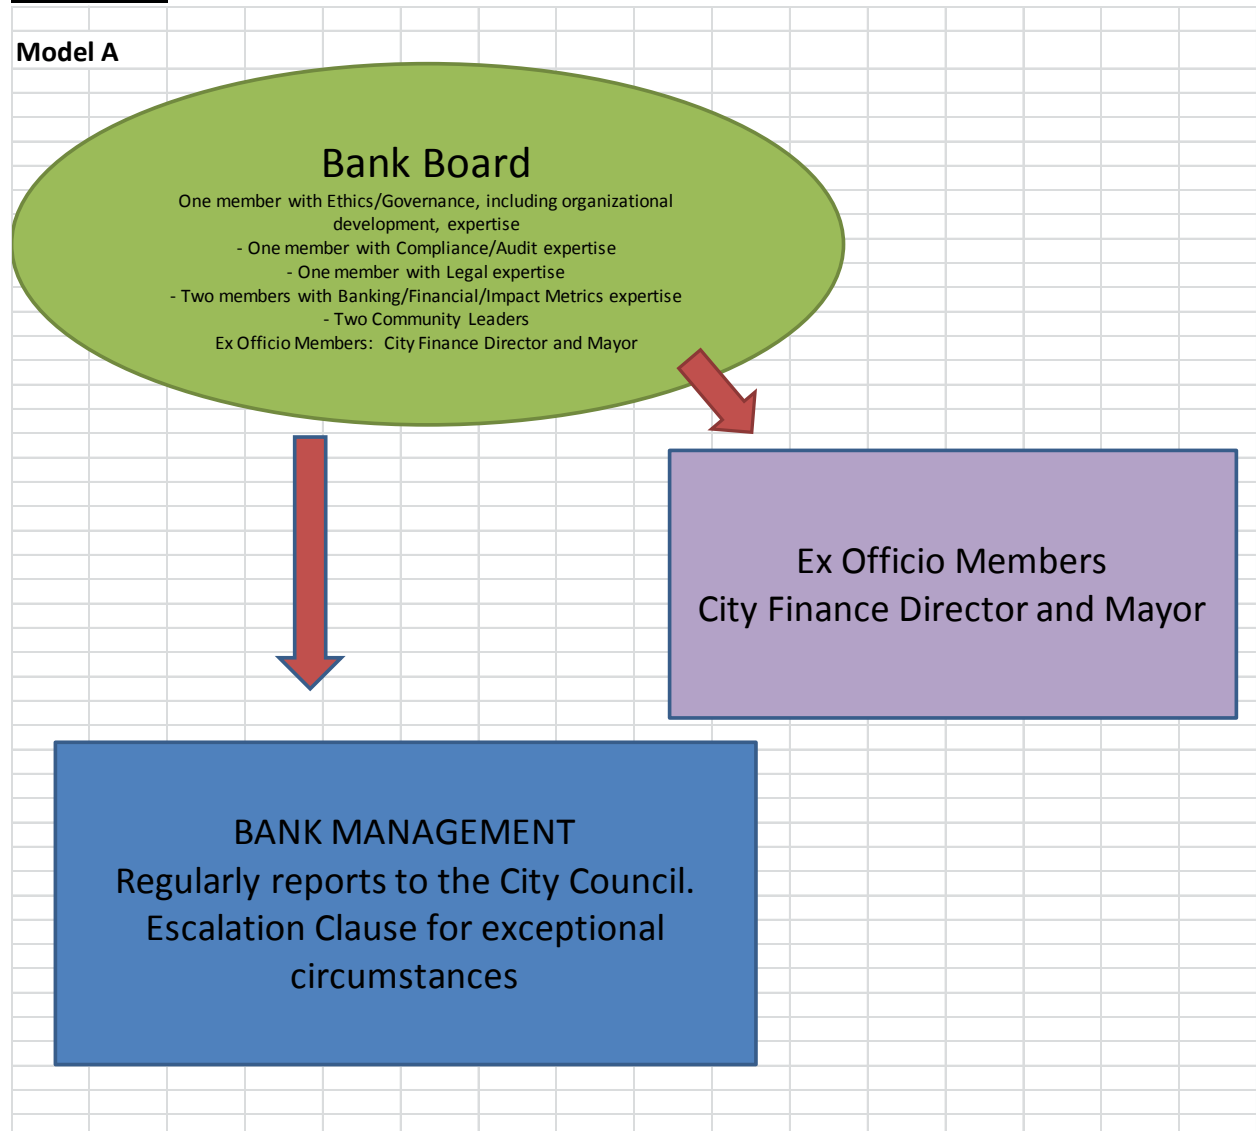 Model A
Bank Board
One member with Ethics/Governance, including organizational
development, expertise
- One member with Compliance/Audit expertise
- One member with Legal expertise
- Two members with Banking/Financial/Impact Metrics expertise
- Two Community Leaders
Ex Officio Members: City Finance Director and Mayor
Ex Officio Members
City Finance Director and Mayor
BANK MANAGEMENT
Regularly reports to the City Council.
Escalation Clause for exceptional
circumstances